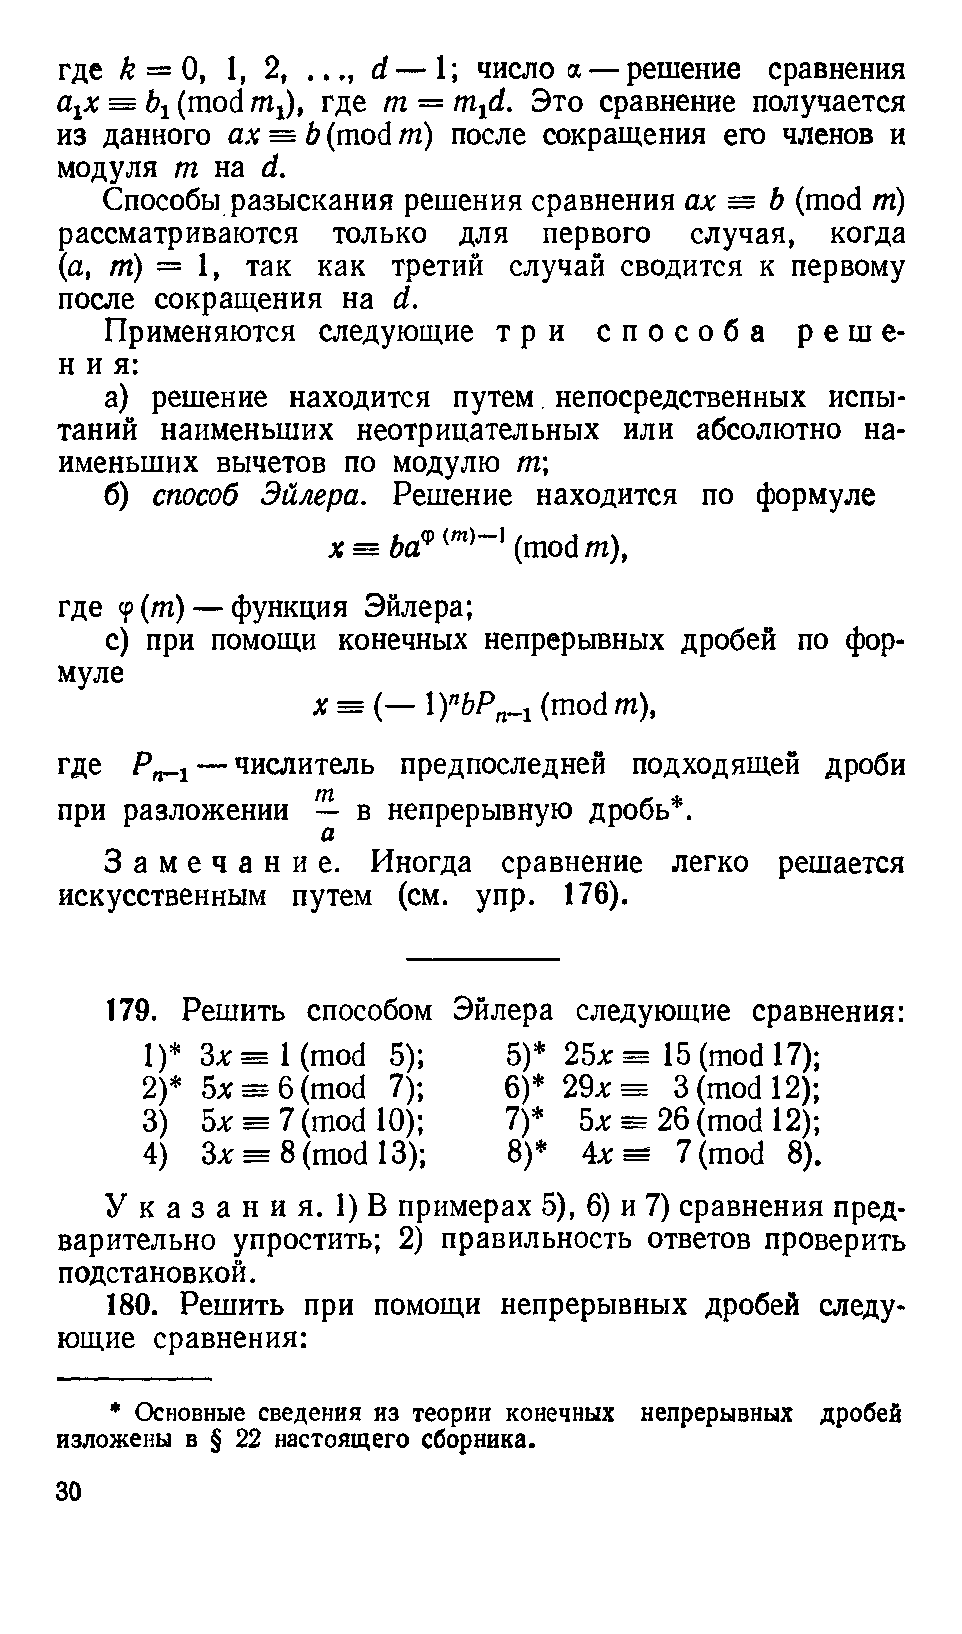 где k = 0, 1, 2, ..., d — 1; число α — решение сравнения
a₁x ≡ b₁ (mod m₁), где m = m₁d. Это сравнение получается
из данного ax ≡ b (mod m) после сокращения его членов и
модуля m на d.
Способы разыскания решения сравнения ax ≡ b (mod m)
рассматриваются только для первого случая, когда
(a, m) = 1, так как третий случай сводится к первому
после сокращения на d.
Применяются следующие три способа реше-
ния:
а) решение находится путем непосредственных испы-
таний наименьших неотрицательных или абсолютно на-
именьших вычетов по модулю m;
б) способ Эйлера. Решение находится по формуле
x ≡ ba^{φ (m)—1} (mod m),
где φ (m) — функция Эйлера;
с) при помощи конечных непрерывных дробей по фор-
муле
x ≡ (— 1)ⁿbPₙ₋₁ (mod m),
где Pₙ₋₁ — числитель предпоследней подходящей дроби
при разложении m/a в непрерывную дробь*.
Замечание. Иногда сравнение легко решается
искусственным путем (см. упр. 176).
179. Решить способом Эйлера следующие сравнения:
1)* 3x ≡ 1 (mod 5); 5)* 25x ≡ 15 (mod 17);
2)* 5x ≡ 6 (mod 7); 6)* 29x ≡ 3 (mod 12);
3) 5x ≡ 7 (mod 10); 7)* 5x ≡ 26 (mod 12);
4) 3x ≡ 8 (mod 13); 8)* 4x ≡ 7 (mod 8).
Указания. 1) В примерах 5), 6) и 7) сравнения пред-
варительно упростить; 2) правильность ответов проверить
подстановкой.
180. Решить при помощи непрерывных дробей следу-
ющие сравнения:
* Основные сведения из теории конечных непрерывных дробей
изложены в § 22 настоящего сборника.
30